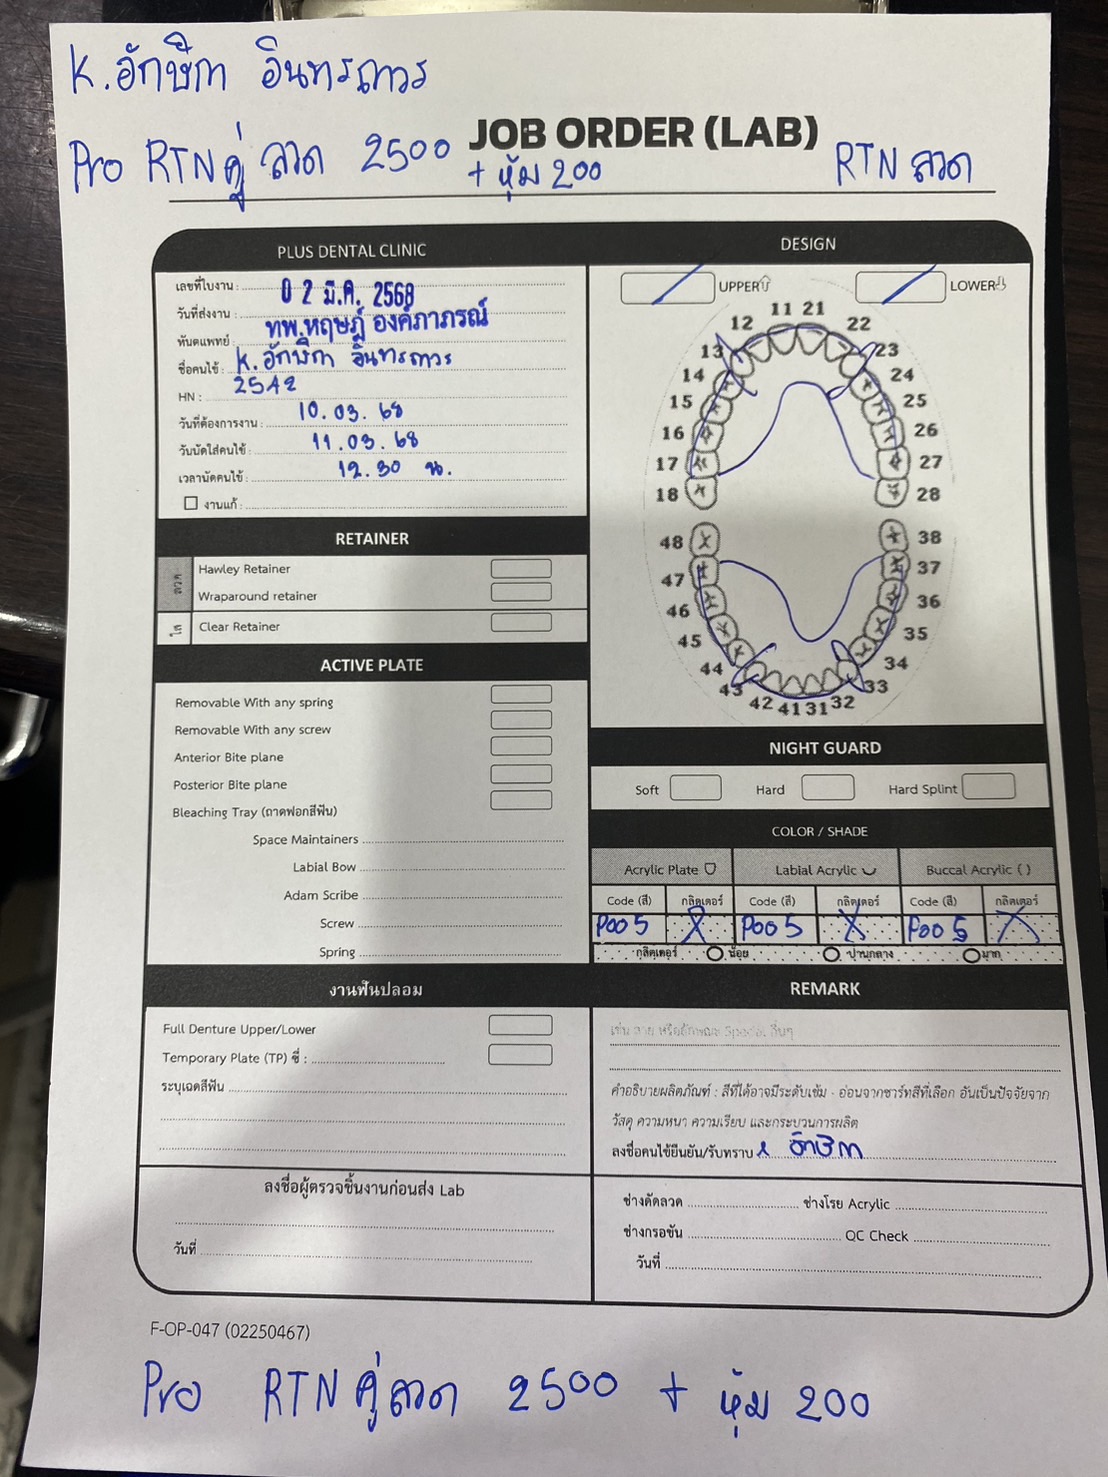 K.อักษิกา อินทรถาวร
Pro RTN คู่ ลวด 2500 + หุ้ม 200
JOB ORDER (LAB)
RTN ลวด
PLUS DENTAL CLINIC
เลขที่ใบงาน :
วันที่ส่งงาน : 0 2 มี.ค. 2568
ทันตแพทย์ : ทพ.หฤษฎ์ องค์ภาภรณ์
ชื่อคนไข้ : K.อักษิกา อินทรถาวร
HN : 2542
วันที่ต้องการงาน : 10.03.68
วันนัดใส่คนไข้ : 11.03.68
เวลานัดคนไข้ : 12.30 น.
งานแก้ :
RETAINER
ลวด
Hawley Retainer
Wraparound retainer
ใส
Clear Retainer
ACTIVE PLATE
Removable With any spring
Removable With any screw
Anterior Bite plane
Posterior Bite plane
Bleaching Tray (ถาดฟอกสีฟัน)
Space Maintainers
Labial Bow
Adam Scribe
Screw
Spring
งานฟันปลอม
Full Denture Upper/Lower
Temporary Plate (TP) ซี่ :
ระบุเฉดสีฟัน
ลงชื่อผู้ตรวจชิ้นงานก่อนส่ง Lab
วันที่
DESIGN
UPPER LOWER
11 21
12 22
13 23
14 24
15 25
16 26
17 27
18 28
48 38
47 37
46 36
45 35
44 34
43 33
42 41 31 32
NIGHT GUARD
Soft Hard Hard Splint
COLOR / SHADE
Acrylic Plate Labial Acrylic Buccal Acrylic ( )
Code (สี) กลิตเตอร์ Code (สี) กลิตเตอร์ Code (สี) กลิตเตอร์
P005 X P005 X P005 X
กลิตเตอร์ น้อย ปานกลาง มาก
REMARK
คำอธิบายผลิตภัณฑ์ : สีที่ได้อาจมีระดับเข้ม - อ่อนจากชาร์ทสีที่เลือก อันเป็นปัจจัยจาก
วัสดุ ความหนา ความเรียบ และกระบวนการผลิต
ลงชื่อคนไข้ยืนยัน/รับทราบ อักษิกา
ช่างดัดลวด ช่างโรย Acrylic
ช่างกรอขัน QC Check
วันที่
F-OP-047 (02250467)
Pro RTN คู่ ลวด 2500 + หุ้ม 200